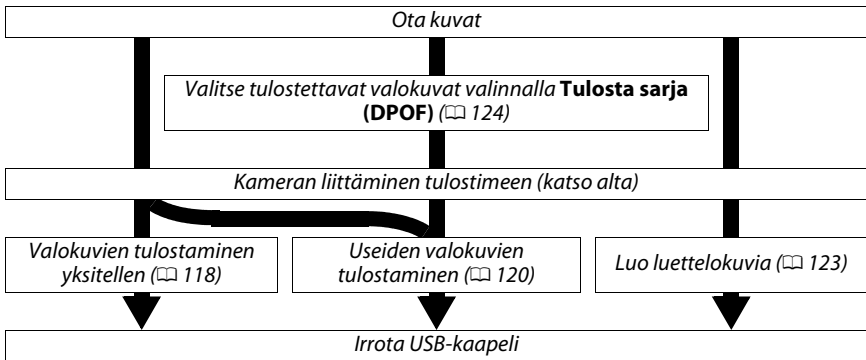 Ota kuvat
Valitse tulostettavat valokuvat valinnalla Tulosta sarja
(DPOF) (📖 124)
Kameran liittäminen tulostimeen (katso alta)
Valokuvien tulostaminen
yksitellen (📖 118)
Useiden valokuvien
tulostaminen (📖 120)
Luo luettelokuvia (📖 123)
Irrota USB-kaapeli